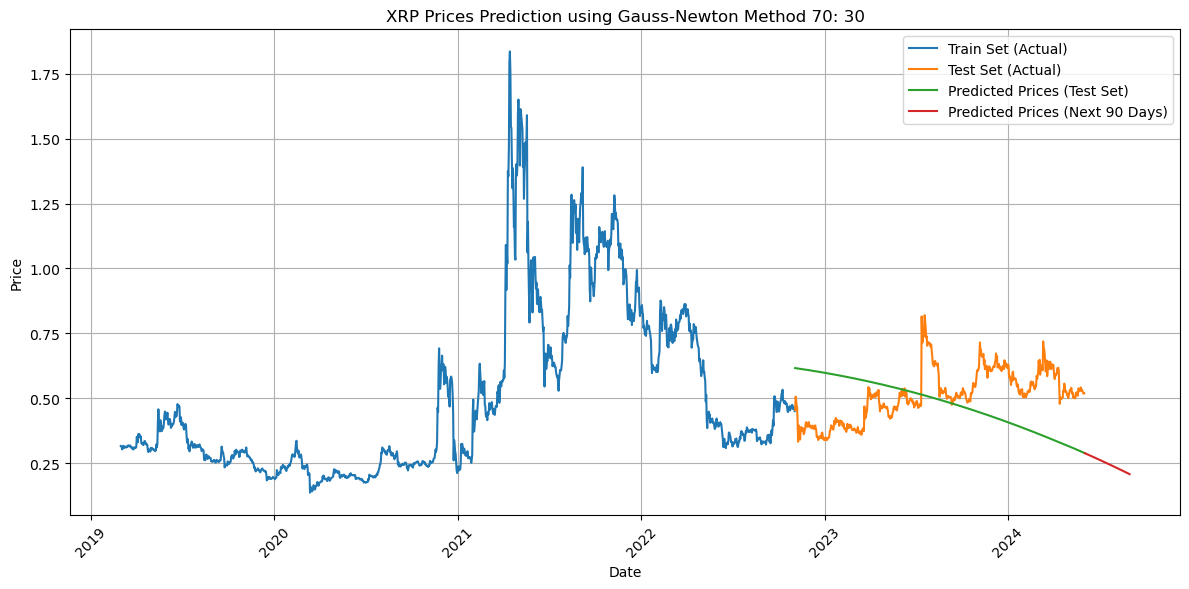 XRP Prices Prediction using Gauss-Newton Method 70: 30
Train Set (Actual)
Test Set (Actual)
Predicted Prices (Test Set)
Predicted Prices (Next 90 Days)
Price
1.75
1.50
1.25
1.00
0.75
0.50
0.25
2019
2020
2021
2022
2023
2024
Date